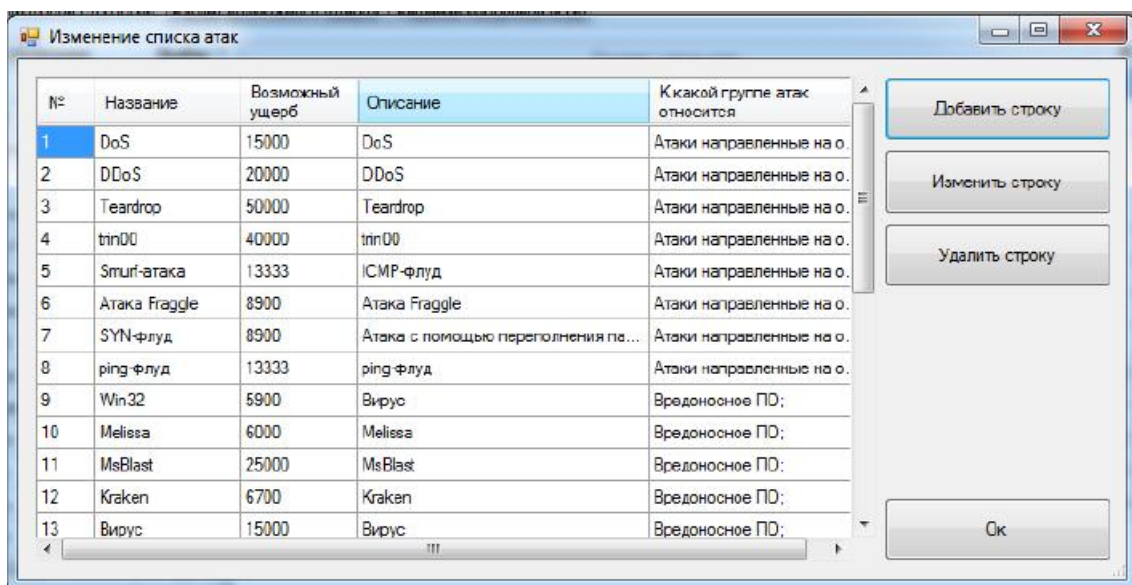 Изменение списка атак
№ Название Возможный ущерб Описание К какой группе атак относится
1 DoS 15000 DoS Атаки направленные на о.
2 DDoS 20000 DDoS Атаки направленные на о.
3 Teardrop 50000 Teardrop Атаки направленные на о.
4 trin00 40000 trin00 Атаки направленные на о.
5 Smurf-атака 13333 ICMP-флуд Атаки направленные на о.
6 Атака Fraggle 8900 Атака Fraggle Атаки направленные на о.
7 SYN-флуд 8900 Атака с помощью переполнения па... Атаки направленные на о.
8 ping-флуд 13333 ping-флуд Атаки направленные на о.
9 Win32 5900 Вирус Вредоносное ПО;
10 Melissa 6000 Melissa Вредоносное ПО;
11 MsBlast 25000 MsBlast Вредоносное ПО;
12 Kraken 6700 Kraken Вредоносное ПО;
13 Вирус 15000 Вирус Вредоносное ПО;
Добавить строку
Изменить строку
Удалить строку
Ок